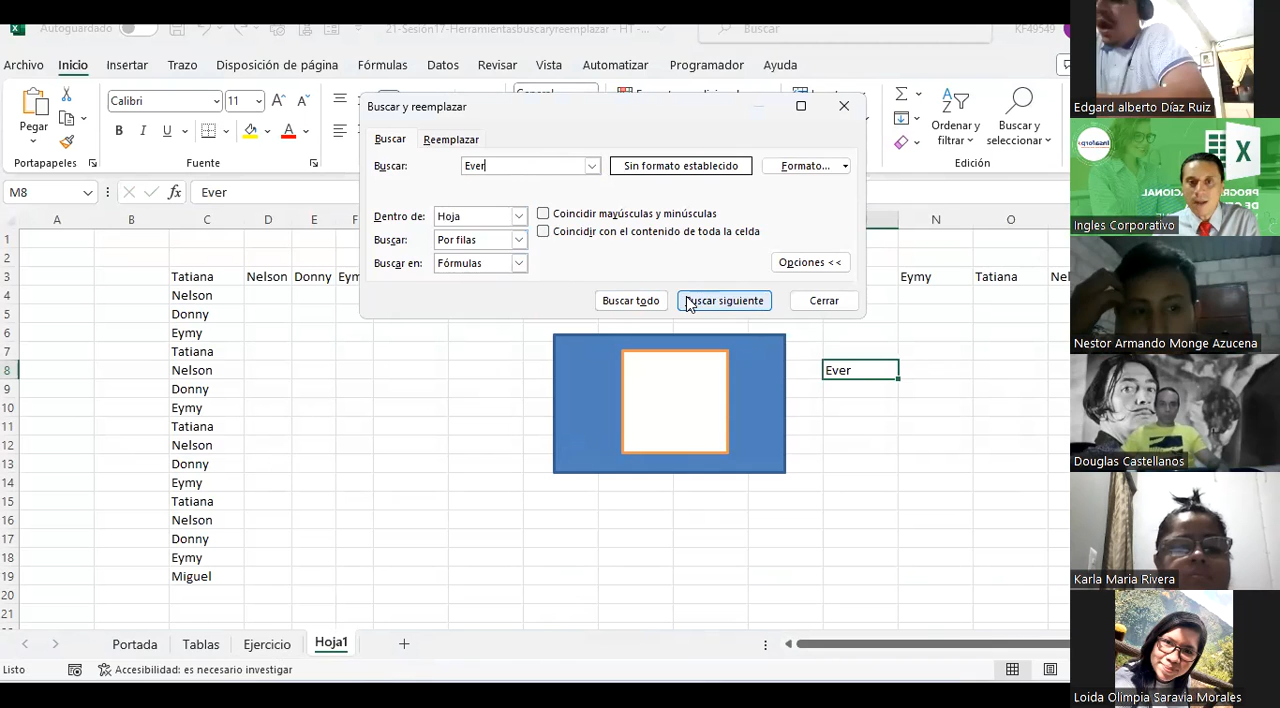 Autoguardado
21-Sesión17-Herramientasbuscaryreemplazar - HT - ...
Buscar
KF49549
Archivo Inicio Insertar Trazo Disposición de página Fórmulas Datos Revisar Vista Automatizar Programador Ayuda
Pegar
Portapapeles
Calibri 11
N K S
Fuente
General
Ordenar y filtrar
Buscar y seleccionar
Edición
Buscar y reemplazar
Buscar Reemplazar
Buscar: Ever Sin formato establecido Formato...
Dentro de: Hoja Coincidir mayúsculas y minúsculas
Buscar: Por filas Coincidir con el contenido de toda la celda
Buscar en: Fórmulas Opciones <<
Buscar todo Buscar siguiente Cerrar
M8 fx Ever
A B C D E F N O
1
2
3 Tatiana Nelson Donny Eymy Tatiana
4 Nelson
5 Donny
6 Eymy
7 Tatiana
8 Nelson Ever
9 Donny
10 Eymy
11 Tatiana
12 Nelson
13 Donny
14 Eymy
15 Tatiana
16 Nelson
17 Donny
18 Eymy
19 Miguel
20
21
Portada Tablas Ejercicio Hoja1
Listo Accesibilidad: es necesario investigar
Edgard alberto Díaz Ruiz
Insaforp
X
Ingles Corporativo
Nestor Armando Monge Azucena
Douglas Castellanos
Karla Maria Rivera
Loida Olimpia Saravia Morales